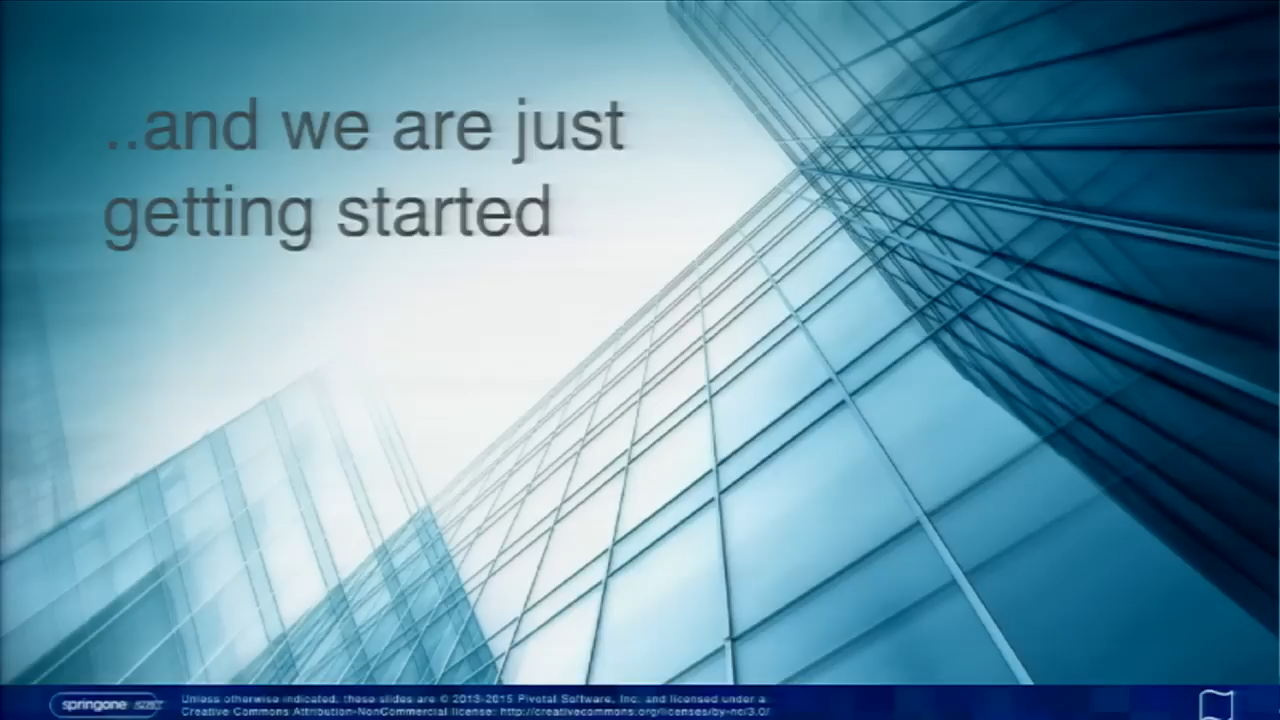 ..and we are just
getting started
springone
Unless otherwise indicated, these slides are © 2013-2015 Pivotal Software, Inc. and licensed under a
Creative Commons Attribution-NonCommercial license: http://creativecommons.org/licenses/by-nc/3.0/